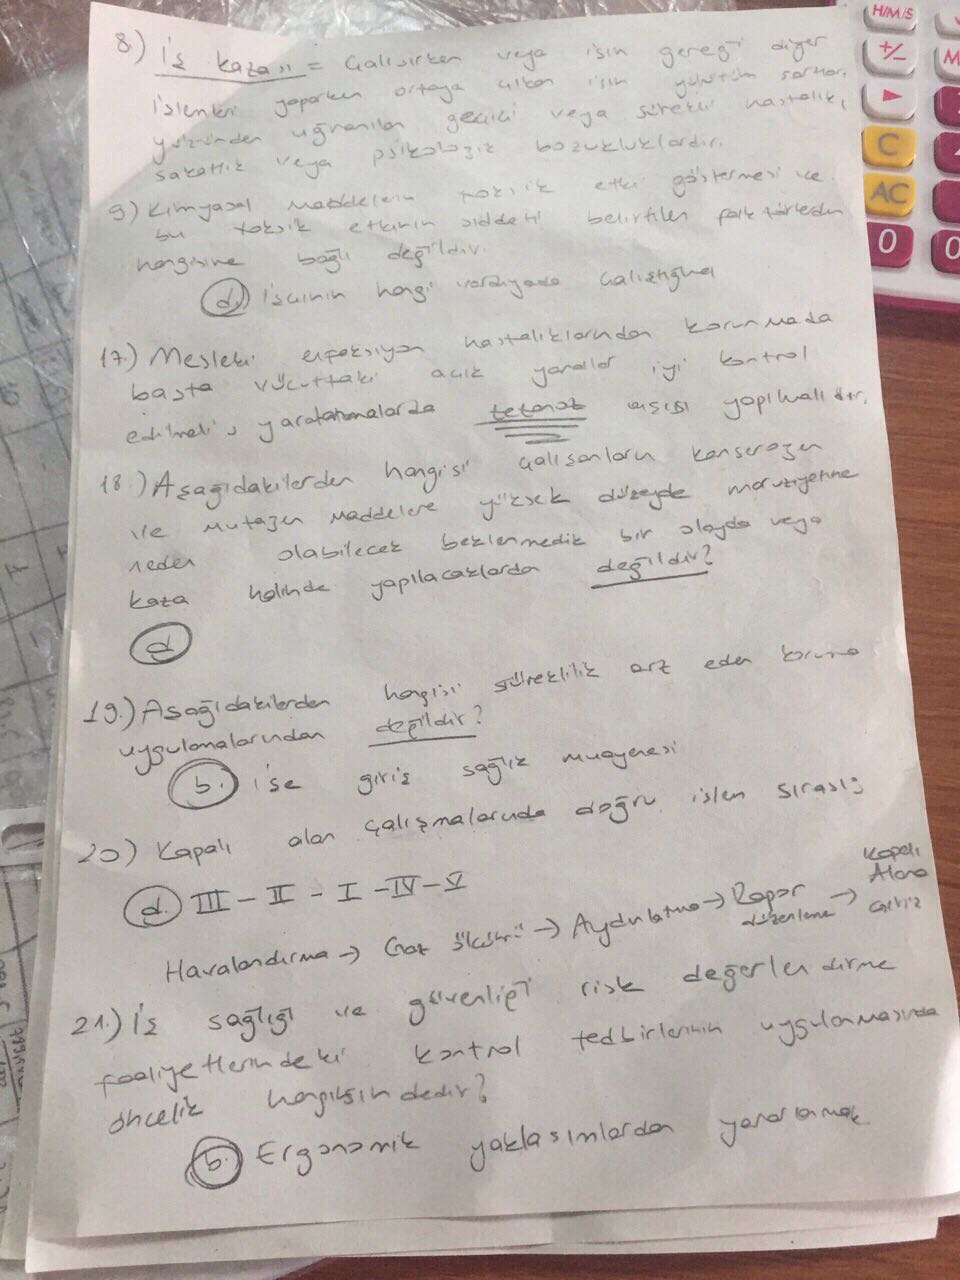 8) İş kazası = Çalışırken veya işin gereği diğer
işlemleri yaparken ortaya çıkan işin yürütüm şartları
yüzünden uğranılan geçici veya sürekli hastalık,
sakatlık veya psikolojik bozukluklardır.
9) Kimyasal maddelerin toksik etki göstermesi ve
bu toksik etkinin şiddeti belirtilen faktörlerden
hangisine bağlı değildir.
d. İşçinin hangi vardiyada çalıştığına
17.) Mesleki enfeksiyon hastalıklarından korunmada
başta vücuttaki açık yaralar iyi kontrol
edilmeli, yaralanmalarda tetanoz aşısı yapılmalıdır.
18.) Aşağıdakilerden hangisi çalışanların kanserojen
ve mutajen maddelere yüksek düzeyde maruziyetine
neden olabilecek beklenmedik bir olayda veya
kaza halinde yapılacaklardan değildir?
d
19.) Aşağıdakilerden hangisi süreklilik arz eden koruma
uygulamalarından değildir?
b. İşe giriş sağlık muayenesi
20) Kapalı alan çalışmalarında doğru işlem sırası;
d. III - II - I - IV - V
Havalandırma → Gaz ölçümü → Aydınlatma → Rapor düzenleme → Kapalı Alana Giriş
21.) İş sağlığı ve güvenliği risk değerlendirme
faaliyetlerindeki kontrol tedbirlerinin uygulanmasında
öncelik hangisindedir?
b. Ergonomik yaklaşımlardan yararlanmak
H/M/S
+/-
M
▶
C
AC
0
0